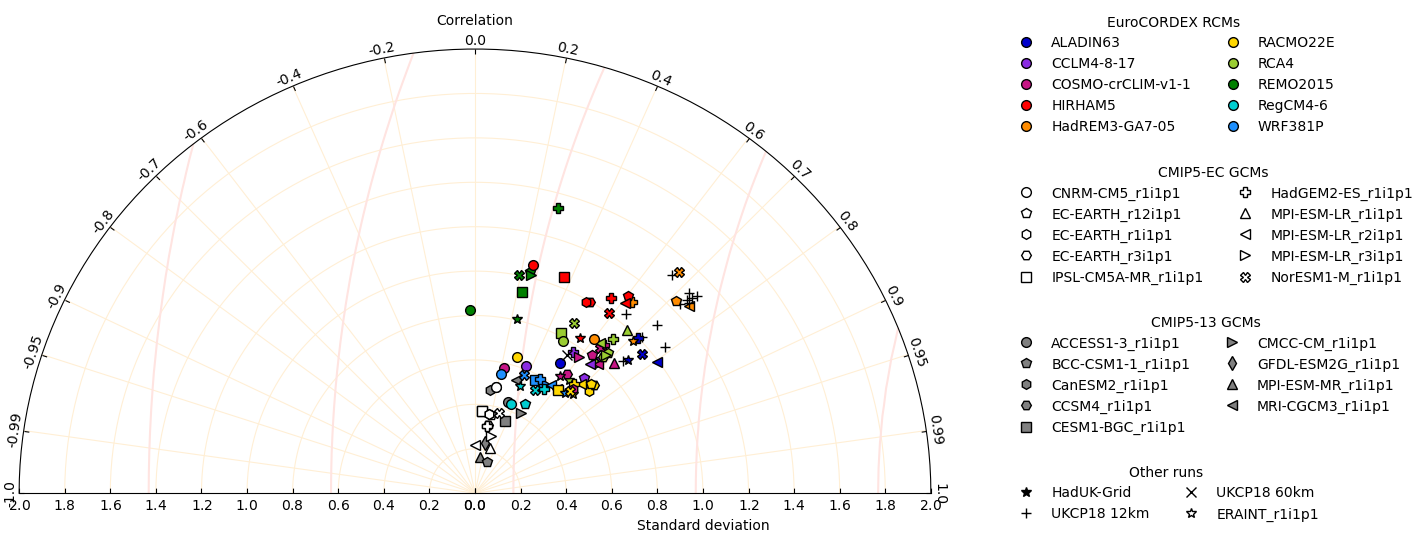 Correlation
0.0
-0.2
0.2
-0.4
0.4
-0.6
0.6
-0.7
0.7
-0.8
0.8
-0.9
0.9
-0.95
0.95
-0.99
0.99
-1.0
1.0
2.0 1.8 1.6 1.4 1.2 1.0 0.8 0.6 0.4 0.2 0.0 0.2 0.4 0.6 0.8 1.0 1.2 1.4 1.6 1.8 2.0
Standard deviation
EuroCORDEX RCMs
ALADIN63
CCLM4-8-17
COSMO-crCLIM-v1-1
HIRHAM5
HadREM3-GA7-05
RACMO22E
RCA4
REMO2015
RegCM4-6
WRF381P
CMIP5-EC GCMs
CNRM-CM5_r1i1p1
EC-EARTH_r12i1p1
EC-EARTH_r1i1p1
EC-EARTH_r3i1p1
IPSL-CM5A-MR_r1i1p1
HadGEM2-ES_r1i1p1
MPI-ESM-LR_r1i1p1
MPI-ESM-LR_r2i1p1
MPI-ESM-LR_r3i1p1
NorESM1-M_r1i1p1
CMIP5-13 GCMs
ACCESS1-3_r1i1p1
BCC-CSM1-1_r1i1p1
CanESM2_r1i1p1
CCSM4_r1i1p1
CESM1-BGC_r1i1p1
CMCC-CM_r1i1p1
GFDL-ESM2G_r1i1p1
MPI-ESM-MR_r1i1p1
MRI-CGCM3_r1i1p1
Other runs
HadUK-Grid
UKCP18 12km
UKCP18 60km
ERAINT_r1i1p1